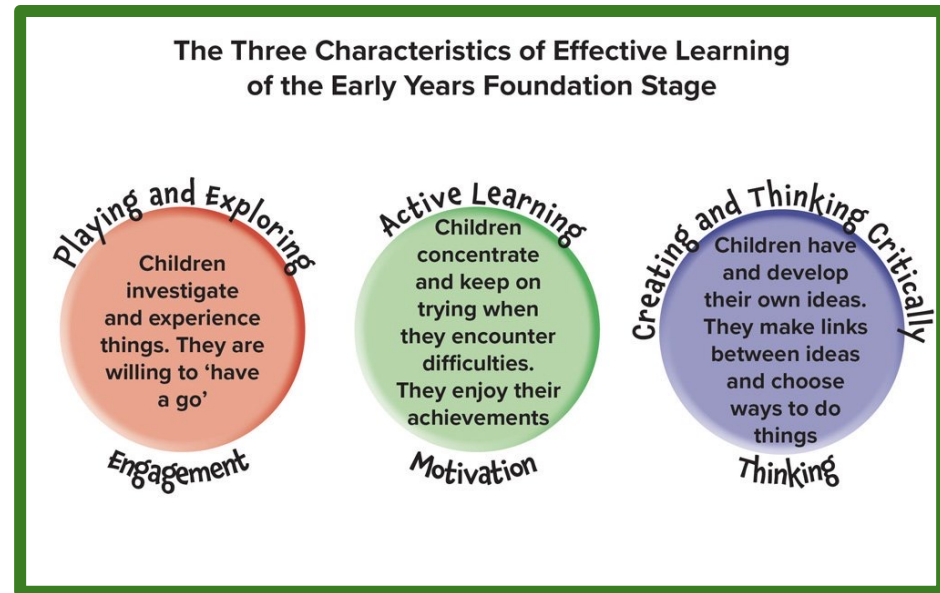 The Three Characteristics of Effective Learning
of the Early Years Foundation Stage
Playing and Exploring
Children
investigate
and experience
things. They are
willing to ‘have
a go’
Engagement
Active Learning
Children
concentrate
and keep on
trying when
they encounter
difficulties.
They enjoy their
achievements
Motivation
Creating and Thinking Critically
Children have
and develop
their own ideas.
They make links
between ideas
and choose
ways to do
things
Thinking